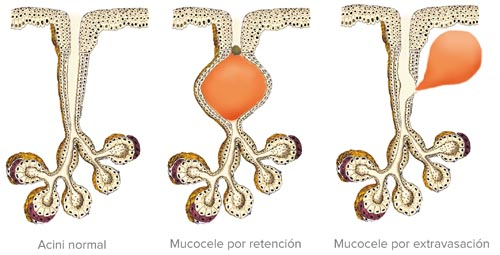 Acini normal
Mucocele por retención
Mucocele por extravasación